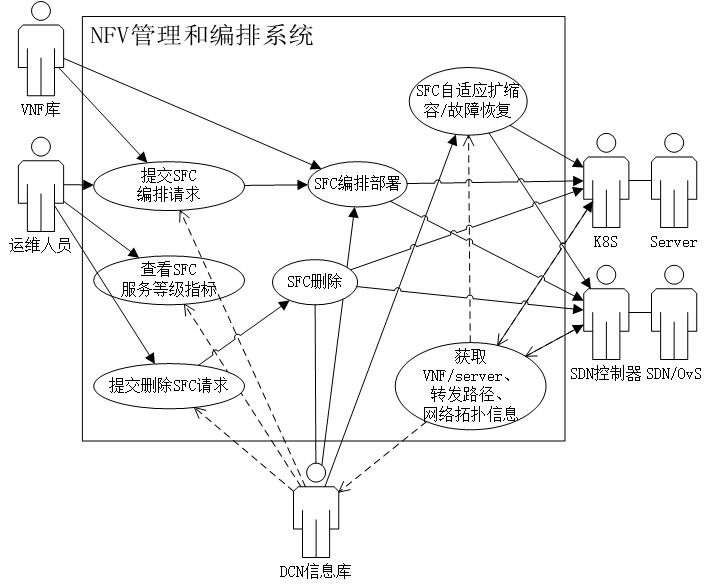 NFV管理和编排系统
VNF库
SFC自适应扩缩
容/故障恢复
提交SFC
编排请求
SFC编排部署
运维人员
K8S
Server
查看SFC
服务等级指标
SFC删除
获取
VNF/server、
转发路径、
网络拓扑信息
SDN控制器
SDN/OvS
提交删除SFC请求
DCN信息库